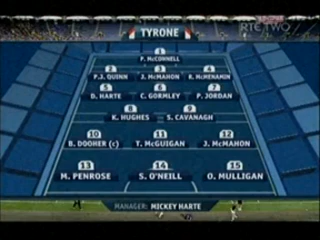 TYRONE
RTÉ TWO
1
P. McCONNELL
2 3 4
P.J. QUINN J. McMAHON R. McMENAMIN
5 6 7
D. HARTE C. GORMLEY P. JORDAN
8 9
K. HUGHES S. CAVANAGH
10 11 12
B. DOOHER (c) T. McGUIGAN J. McMAHON
13 14 15
M. PENROSE S. O'NEILL O. MULLIGAN
MANAGER: MICKEY HARTE